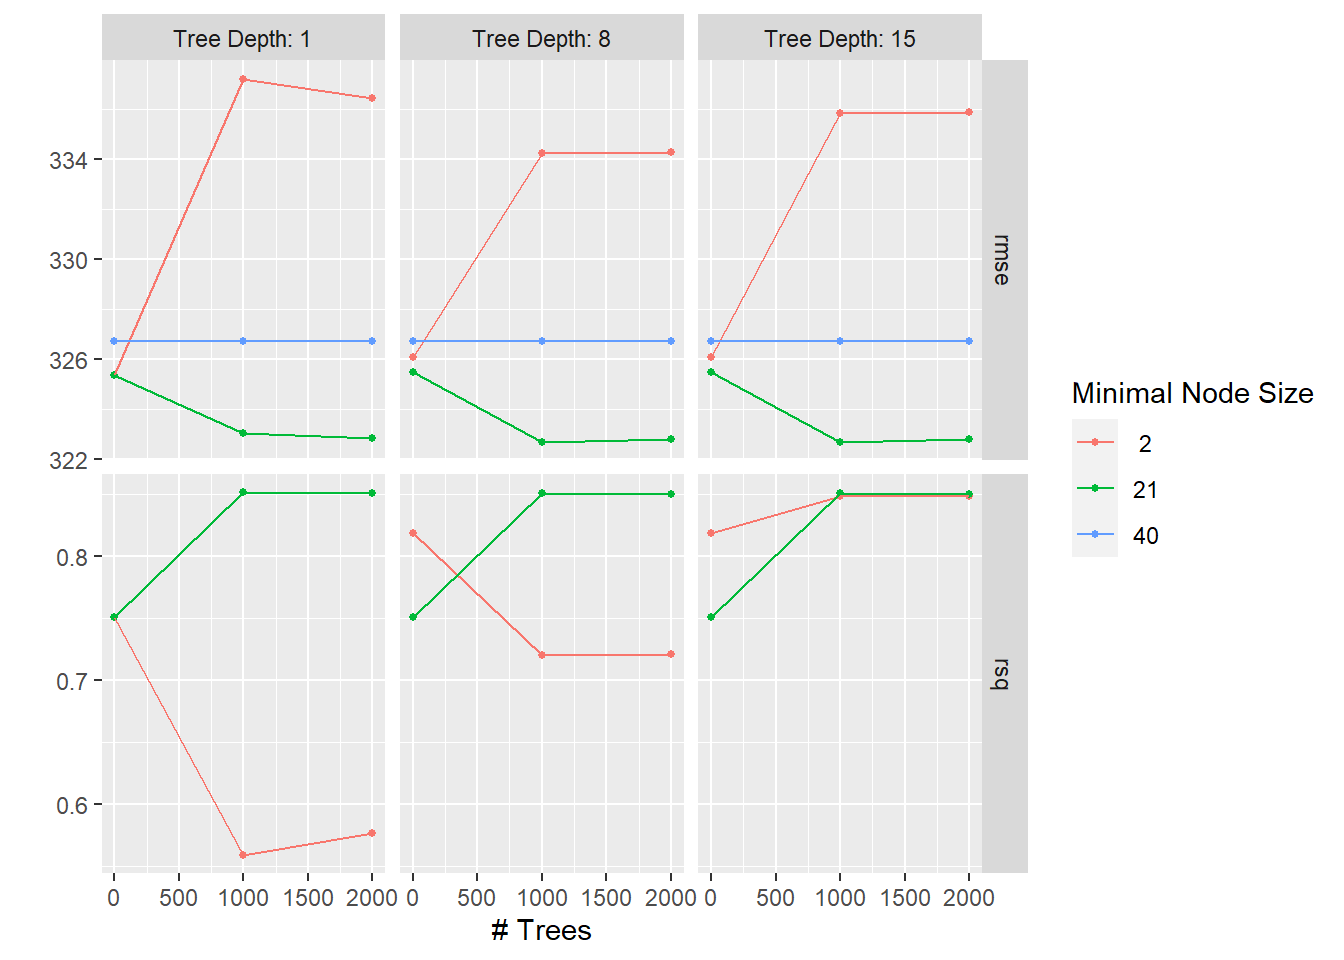 Tree Depth: 1
Tree Depth: 8
Tree Depth: 15
334
330
326
322
rmse
0.8
0.7
0.6
rsq
0 500 1000 1500 2000
0 500 1000 1500 2000
0 500 1000 1500 2000
# Trees
Minimal Node Size
2
21
40